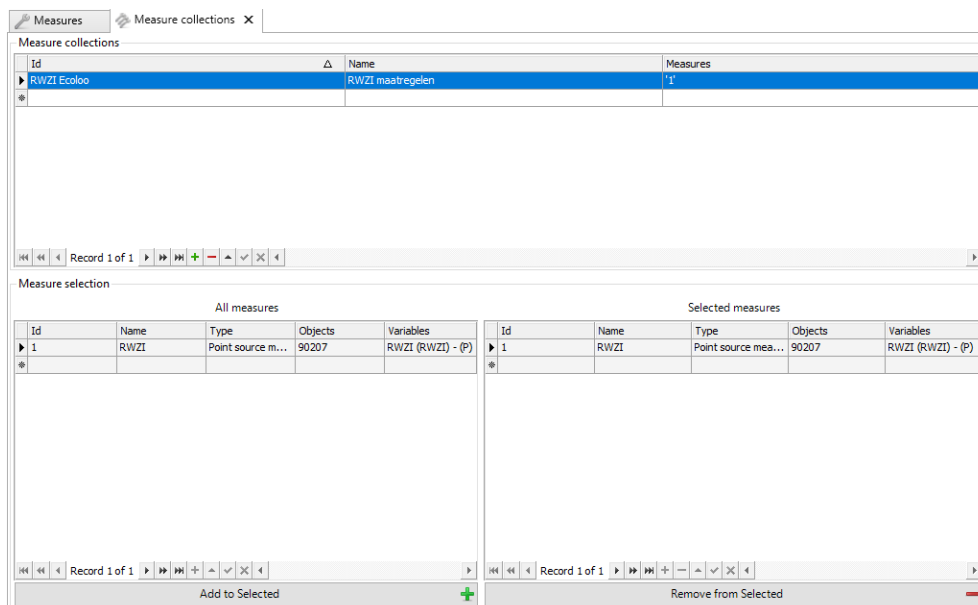 Measures Measure collections
Measure collections
Id Name Measures
RWZI Ecoloo RWZI maatregelen '1'
Record 1 of 1
Measure selection
All measures Selected measures
Id Name Type Objects Variables Id Name Type Objects Variables
1 RWZI Point source m... 90207 RWZI (RWZI) - (P) 1 RWZI Point source mea... 90207 RWZI (RWZI) - (P)
Record 1 of 1 Record 1 of 1
Add to Selected Remove from Selected